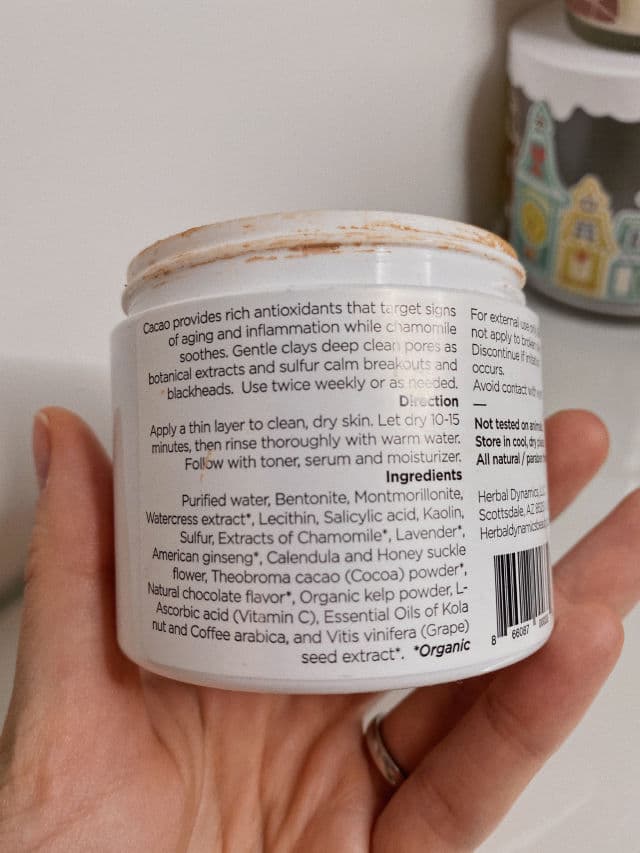 Cacao provides rich antioxidants that target signs
of aging and inflammation while chamomile
soothes. Gentle clays deep clean pores as
botanical extracts and sulfur calm breakouts and
blackheads. Use twice weekly or as needed.
Direction
Apply a thin layer to clean, dry skin. Let dry 10-15
minutes, then rinse thoroughly with warm water.
Follow with toner, serum and moisturizer.
Ingredients
Purified water, Bentonite, Montmorillonite,
Watercress extract*, Lecithin, Salicylic acid, Kaolin,
Sulfur, Extracts of Chamomile*, Lavender*,
American ginseng*, Calendula and Honey suckle
flower, Theobroma cacao (Cocoa) powder*,
Natural chocolate flavor*, Organic kelp powder, L-
Ascorbic acid (Vitamin C), Essential Oils of Kola
nut and Coffee arabica, and Vitis vinifera (Grape)
seed extract*. *Organic
For external use
not apply to
Discontinue if
occurs.
Avoid contact with
Not tested on
Store in cool, dry
All natural /
Herbal Dynamics,
Scottsdale, AZ
8 66087